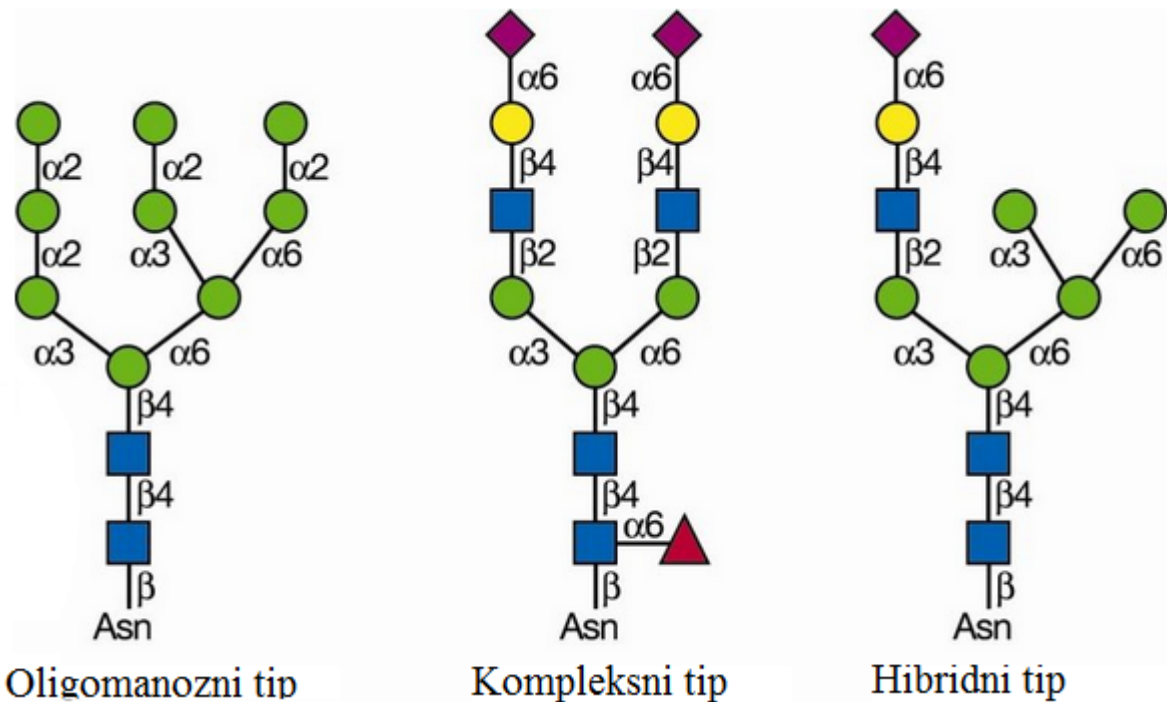 α6 α6 α6
α2 α2 α2 β4 β4 β4
α2 α3 α6 β2 β2 β2 α3 α6
α3 α6 α3 α6 α3 α6
β4 β4 β4
β4 β4 α6 β4
β β β
Asn Asn Asn
Oligomanozni tip Kompleksni tip Hibridni tip